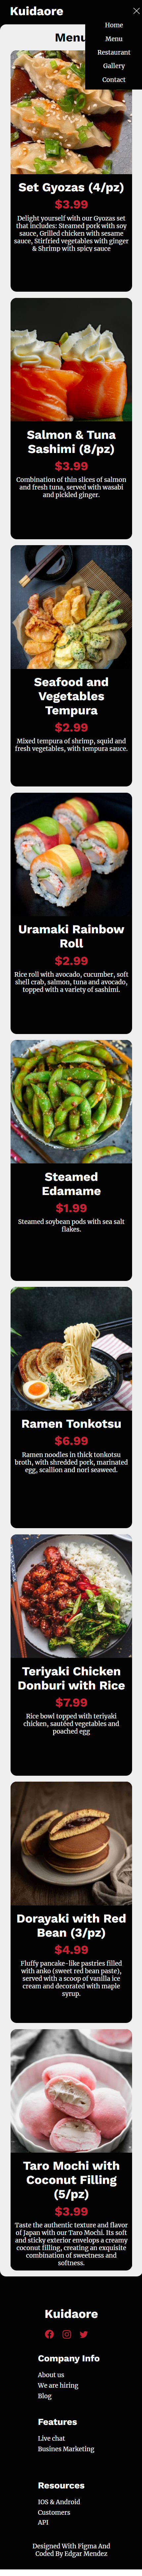 Kuidaore
Home
Menu
Restaurant
Gallery
Contact
Menu
Set Gyozas (4/pz)
$3.99
Delight yourself with our Gyozas set
that includes: Steamed pork with soy
sauce, Grilled chicken with sesame
sauce, Stirfried vegetables with ginger
& Shrimp with spicy sauce
Salmon & Tuna
Sashimi (8/pz)
$3.99
Combination of thin slices of salmon
and fresh tuna, served with wasabi
and pickled ginger.
Seafood and
Vegetables
Tempura
$2.99
Mixed tempura of shrimp, squid and
fresh vegetables, with tempura sauce.
Uramaki Rainbow
Roll
$2.99
Rice roll with avocado, cucumber, soft
shell crab, salmon, tuna and avocado,
topped with a variety of sashimi.
Steamed
Edamame
$1.99
Steamed soybean pods with sea salt
flakes.
Ramen Tonkotsu
$6.99
Ramen noodles in thick tonkotsu
broth, with shredded pork, marinated
egg, scallion and nori seaweed.
Teriyaki Chicken
Donburi with Rice
$7.99
Rice bowl topped with teriyaki
chicken, sautéed vegetables and
poached egg
Dorayaki with Red
Bean (3/pz)
$4.99
Fluffy pancake-like pastries filled
with anko (sweet red bean paste),
served with a scoop of vanilla ice
cream and decorated with maple
syrup.
Taro Mochi with
Coconut Filling
(5/pz)
$3.99
Taste the authentic texture and flavor
of Japan with our Taro Mochi. Its soft
and sticky exterior envelops a creamy
coconut filling, creating an exquisite
combination of sweetness and
softness.
Kuidaore
Company Info
About us
We are hiring
Blog
Features
Live chat
Busines Marketing
Resources
IOS & Android
Customers
API
Designed With Figma And
Coded By Edgar Mendez